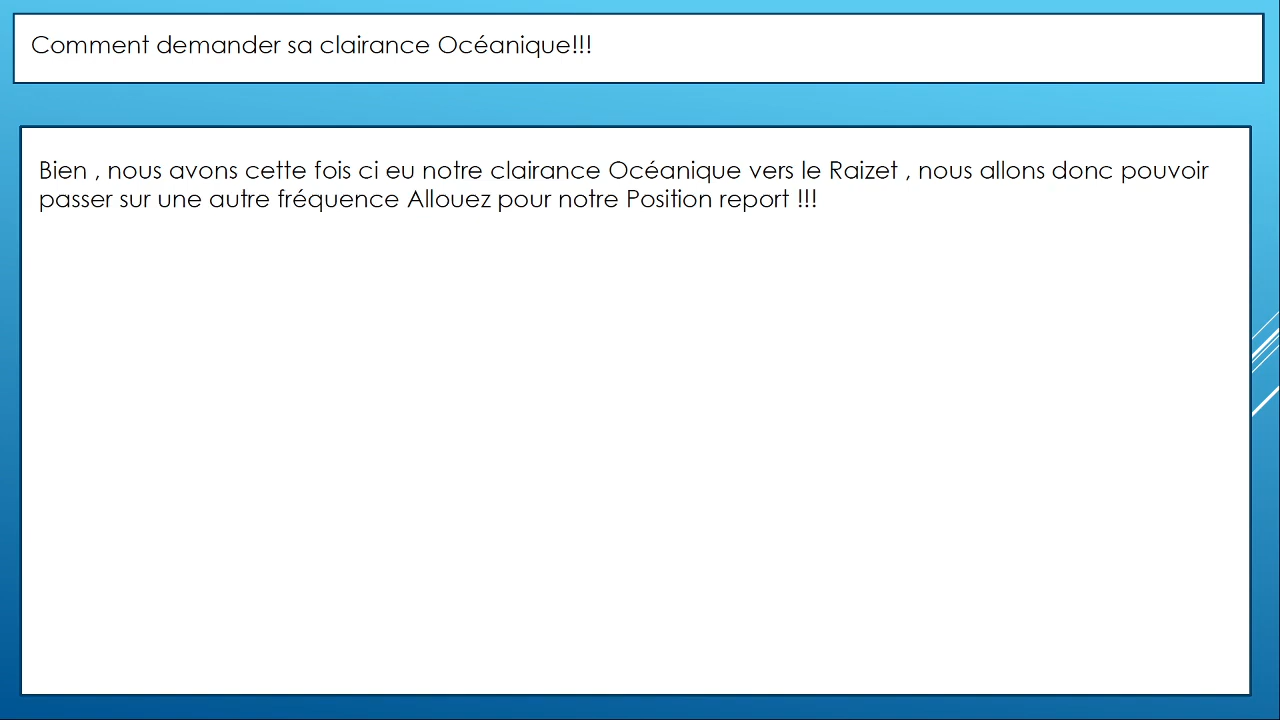 Comment demander sa clairance Océanique!!!
Bien , nous avons cette fois ci eu notre clairance Océanique vers le Raizet , nous allons donc pouvoir
passer sur une autre fréquence Allouez pour notre Position report !!!